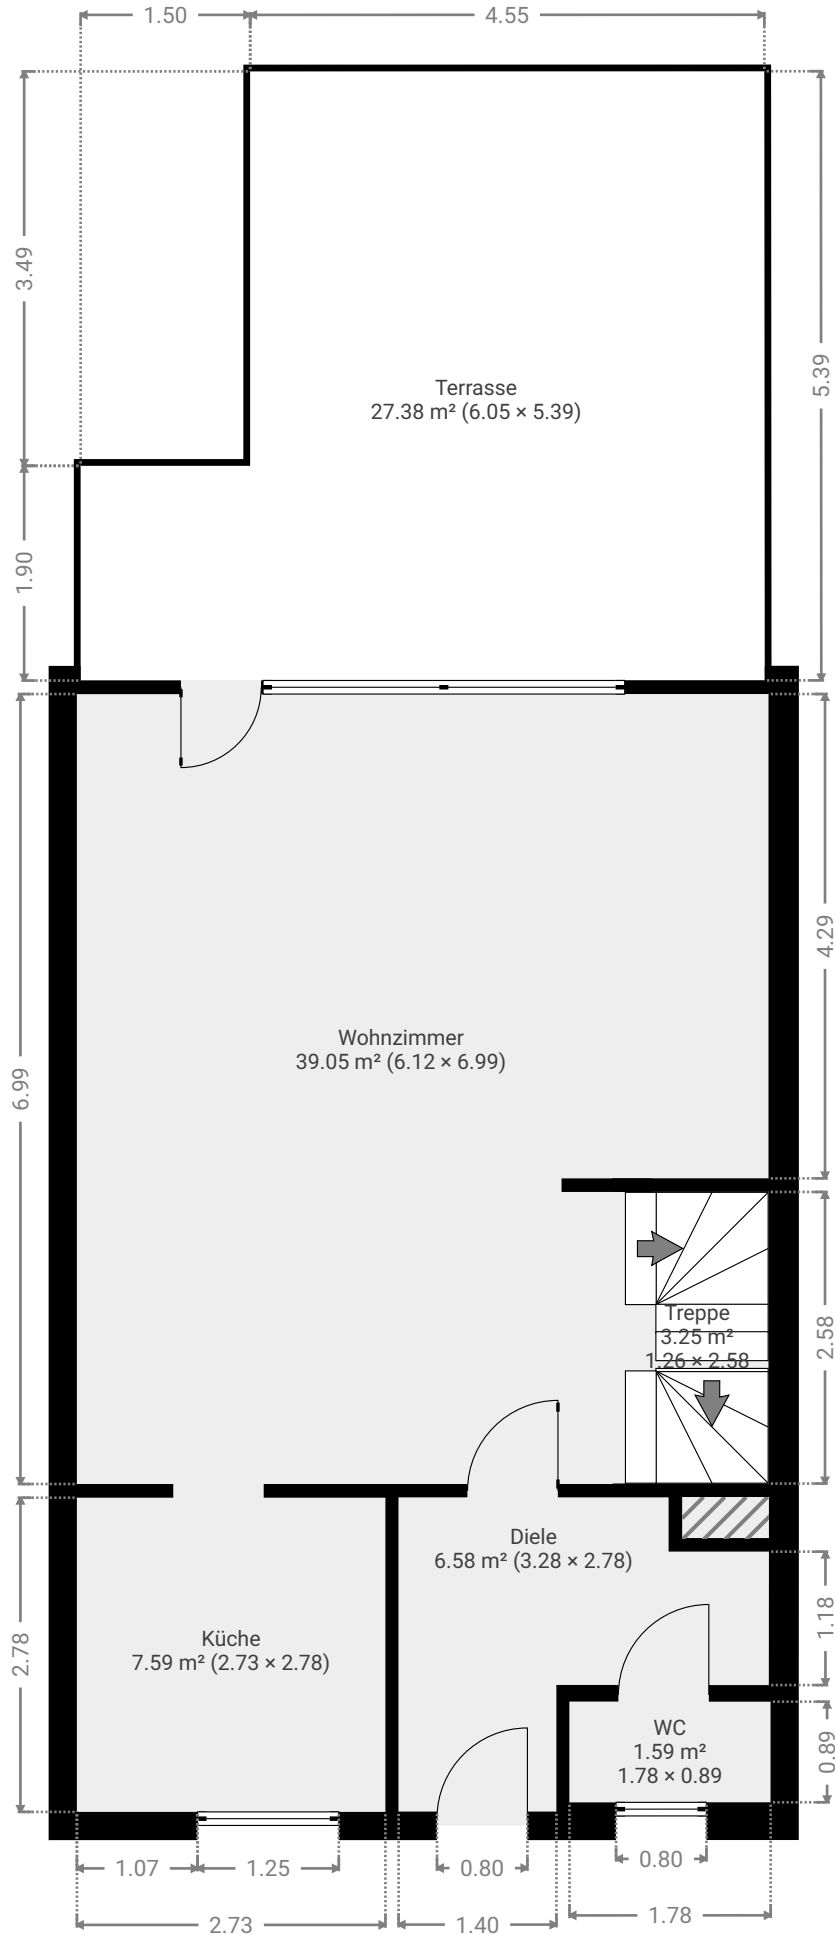 1.50
4.55
3.49
5.39
Terrasse
27.38 m² (6.05 × 5.39)
1.90
4.29
Wohnzimmer
39.05 m² (6.12 × 6.99)
6.99
Treppe
3.25 m²
1.26 × 2.58
2.58
Diele
6.58 m² (3.28 × 2.78)
Küche
7.59 m² (2.73 × 2.78)
2.78
1.18
WC
1.59 m²
1.78 × 0.89
0.89
1.07
1.25
0.80
0.80
2.73
1.40
1.78